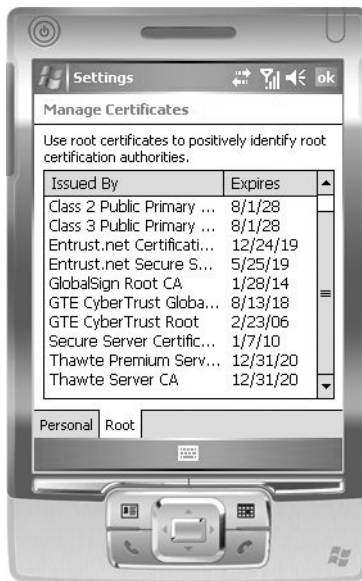 Settings
ok
Manage Certificates
Use root certificates to positively identify root
certification authorities.
Issued By Expires
Class 2 Public Primary ... 8/1/28
Class 3 Public Primary ... 8/1/28
Entrust.net Certificati... 12/24/19
Entrust.net Secure S... 5/25/19
GlobalSign Root CA 1/28/14
GTE CyberTrust Globa... 8/13/18
GTE CyberTrust Root 2/23/06
Secure Server Certific... 1/7/10
Thawte Premium Serv... 12/31/20
Thawte Server CA 12/31/20
Personal Root